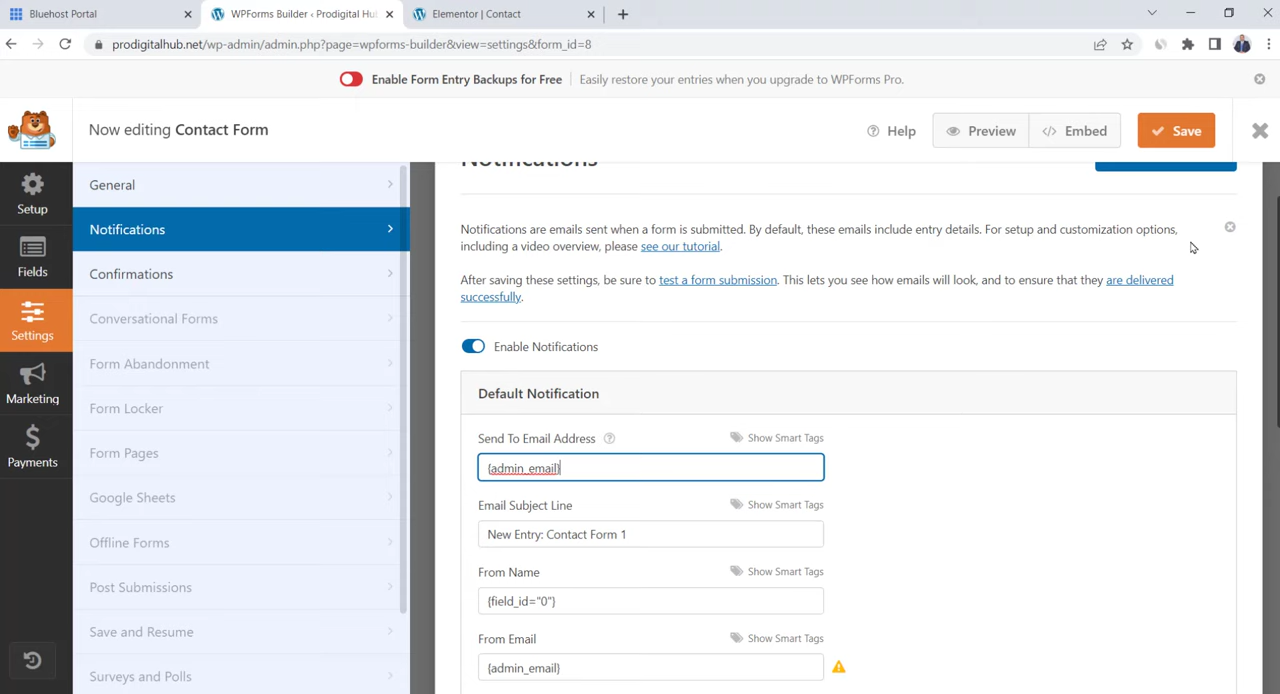 Bluehost Portal
WPForms Builder ‹ Prodigital Hu
Elementor | Contact
prodigitalhub.net/wp-admin/admin.php?page=wpforms-builder&view=settings&form_id=8
Enable Form Entry Backups for Free
Easily restore your entries when you upgrade to WPForms Pro.
Now editing Contact Form
Help
Preview
Embed
Save
Setup
Fields
Settings
Marketing
Payments
General
Notifications
Confirmations
Conversational Forms
Form Abandonment
Form Locker
Form Pages
Google Sheets
Offline Forms
Post Submissions
Save and Resume
Surveys and Polls
Notifications
Notifications are emails sent when a form is submitted. By default, these emails include entry details. For setup and customization options,
including a video overview, please see our tutorial.
After saving these settings, be sure to test a form submission. This lets you see how emails will look, and to ensure that they are delivered
successfully.
Enable Notifications
Default Notification
Send To Email Address
Show Smart Tags
{admin_email}
Email Subject Line
Show Smart Tags
New Entry: Contact Form 1
From Name
Show Smart Tags
{field_id="0"}
From Email
Show Smart Tags
{admin_email}